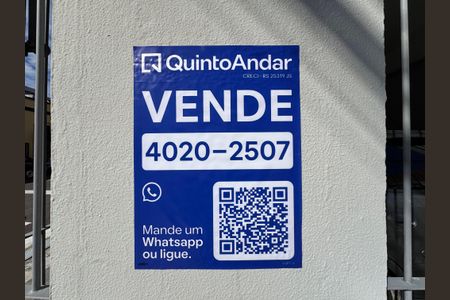 QuintoAndar
VENDE
4020-2507
Mande um
Whatsapp
ou ligue.